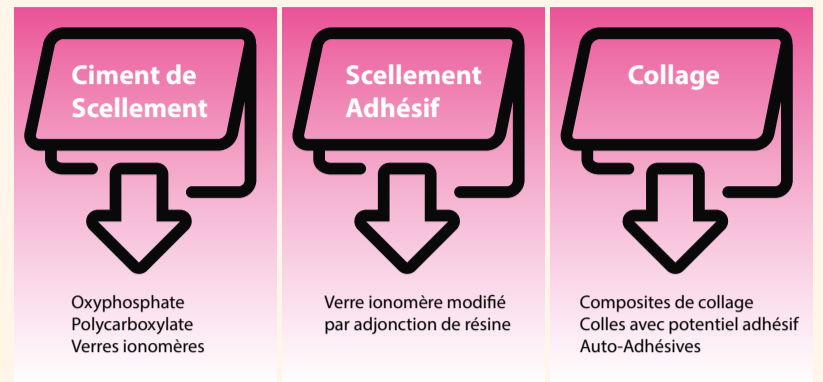 Ciment de
Scellement
Oxyphosphate
Polycarboxylate
Verres ionomères
Scellement
Adhésif
Verre ionomère modifié
par adjonction de résine
Collage
Composites de collage
Colles avec potentiel adhésif
Auto-Adhésives